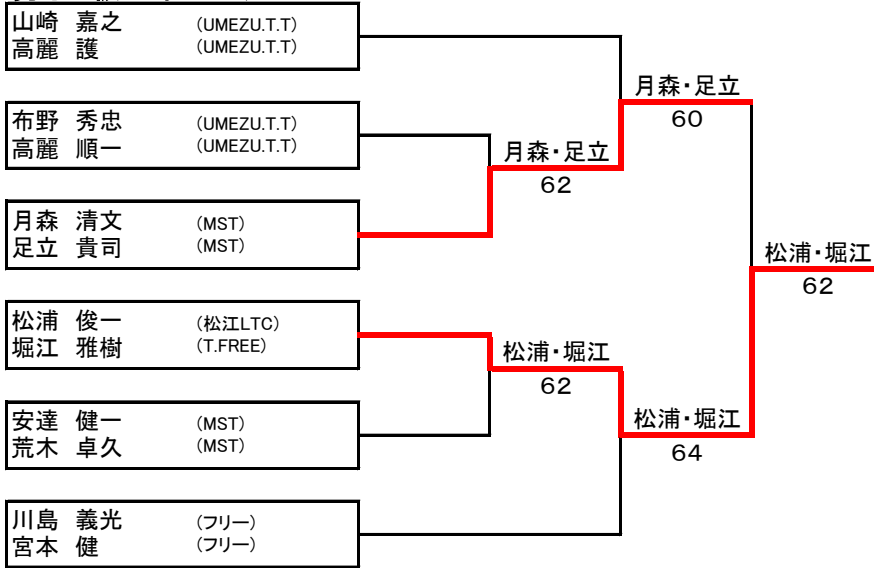 山崎 嘉之 (UMEZU.T.T)
高麗 護 (UMEZU.T.T)
月森・足立
60
布野 秀忠 (UMEZU.T.T)
高麗 順一 (UMEZU.T.T)
月森・足立
62
月森 清文 (MST)
足立 貴司 (MST)
松浦・堀江
62
松浦 俊一 (松江LTC)
堀江 雅樹 (T.FREE)
松浦・堀江
62
安達 健一 (MST)
荒木 卓久 (MST)
松浦・堀江
64
川島 義光 (フリー)
宮本 健 (フリー)